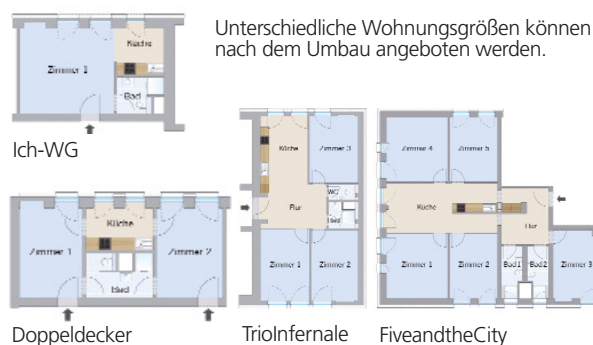 Unterschiedliche Wohnungsgrößen können
nach dem Umbau angeboten werden.
Küche
Zimmer 1
Bad
Ich-WG
Küche
Zimmer 1
Zimmer 2
Bad
Doppeldecker
Küche
Zimmer 3
WC
Flur
Bad
Zimmer 1
Zimmer 2
TrioInfernale
Zimmer 4
Zimmer 5
Küche
Flur
Zimmer 1
Zimmer 2
Bad 1
Bad 2
Zimmer 3
FiveandtheCity